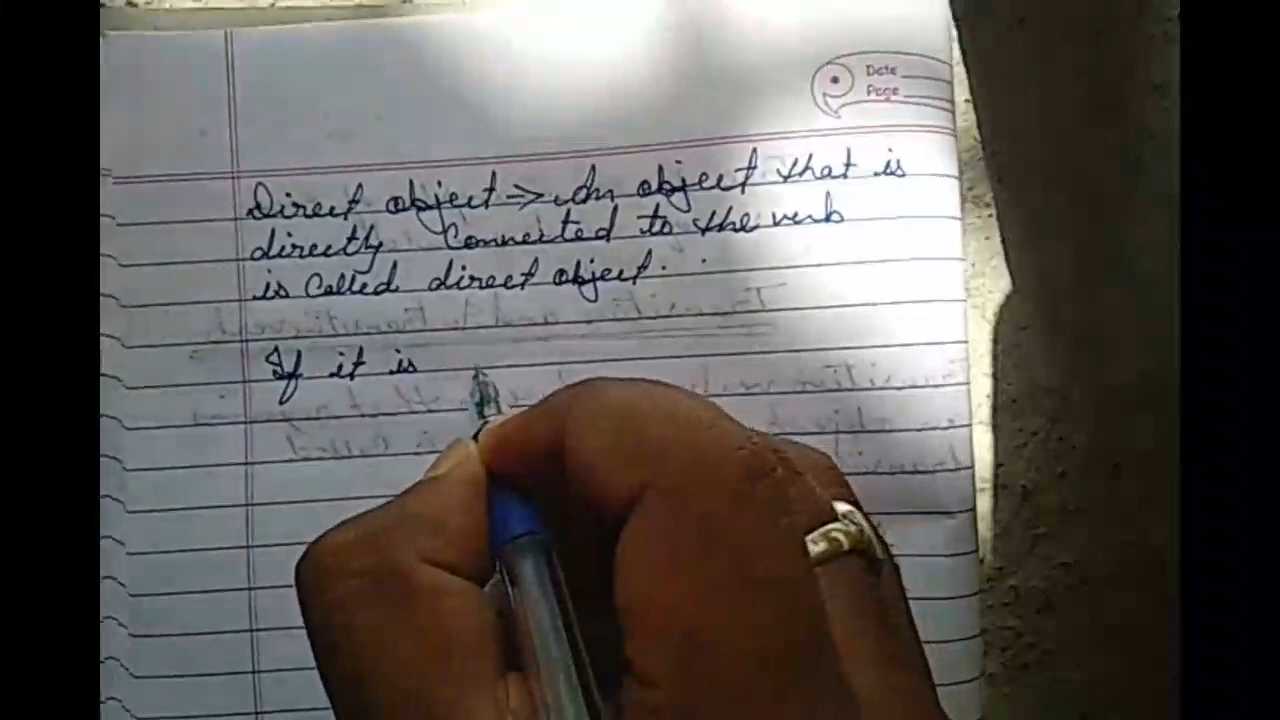 Date
Page
Direct object => An object that is
directly connected to the verb
is called direct object.
If it is